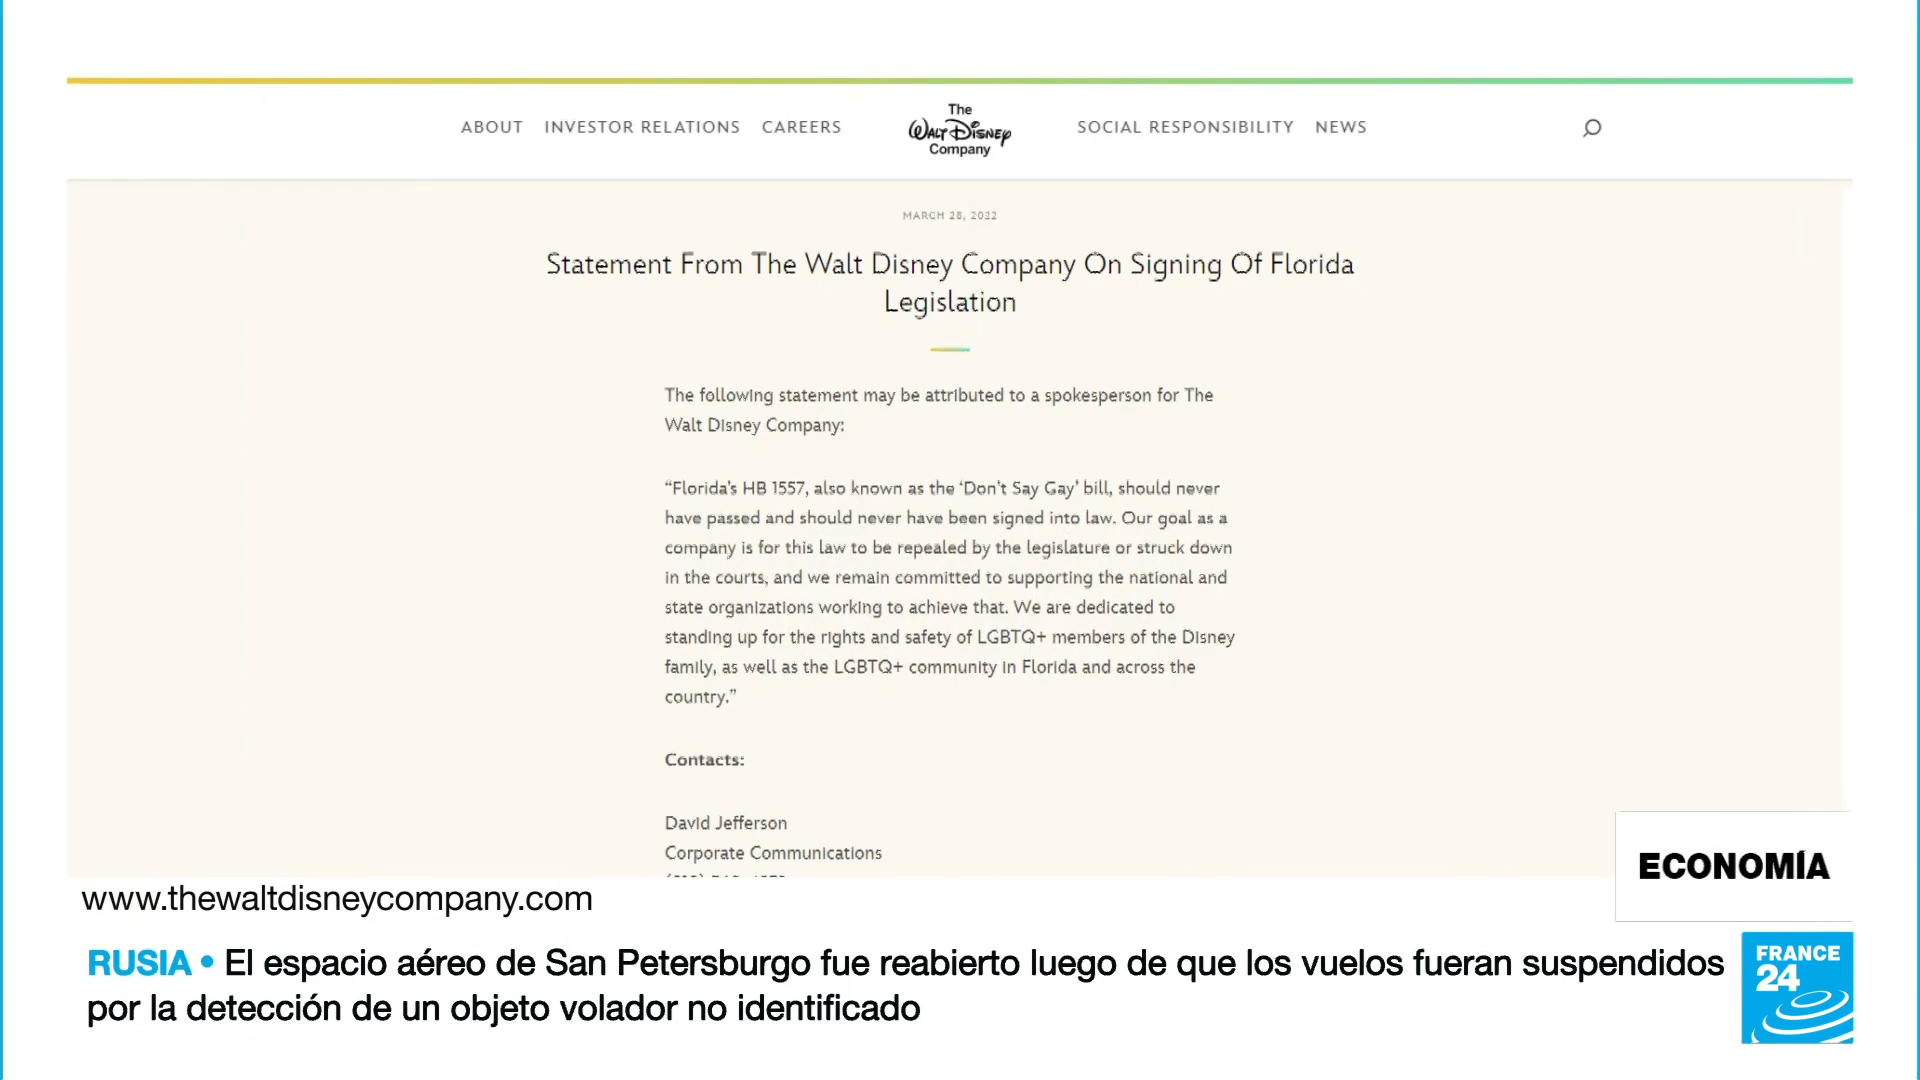 ABOUT INVESTOR RELATIONS CAREERS
The
WALT DISNEY
Company
SOCIAL RESPONSIBILITY NEWS
MARCH 28, 2022
Statement From The Walt Disney Company On Signing Of Florida
Legislation
The following statement may be attributed to a spokesperson for The
Walt Disney Company:
“Florida's HB 1557, also known as the ‘Don't Say Gay’ bill, should never
have passed and should never have been signed into law. Our goal as a
company is for this law to be repealed by the legislature or struck down
in the courts, and we remain committed to supporting the national and
state organizations working to achieve that. We are dedicated to
standing up for the rights and safety of LGBTQ+ members of the Disney
family, as well as the LGBTQ+ community in Florida and across the
country.”
Contacts:
David Jefferson
Corporate Communications
ECONOMÍA
www.thewaltdisneycompany.com
RUSIA • El espacio aéreo de San Petersburgo fue reabierto luego de que los vuelos fueran suspendidos
por la detección de un objeto volador no identificado
FRANCE
24